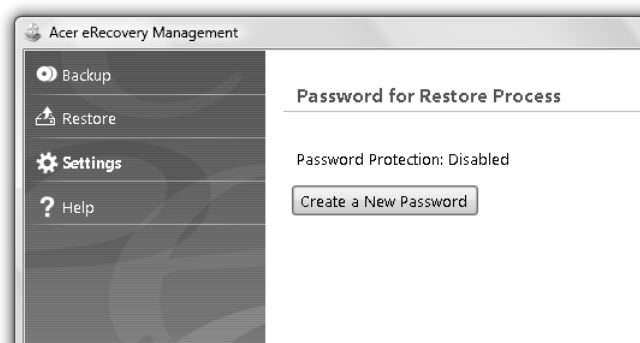 Acer eRecovery Management
Backup
Restore
Settings
Help
Password for Restore Process
Password Protection: Disabled
Create a New Password